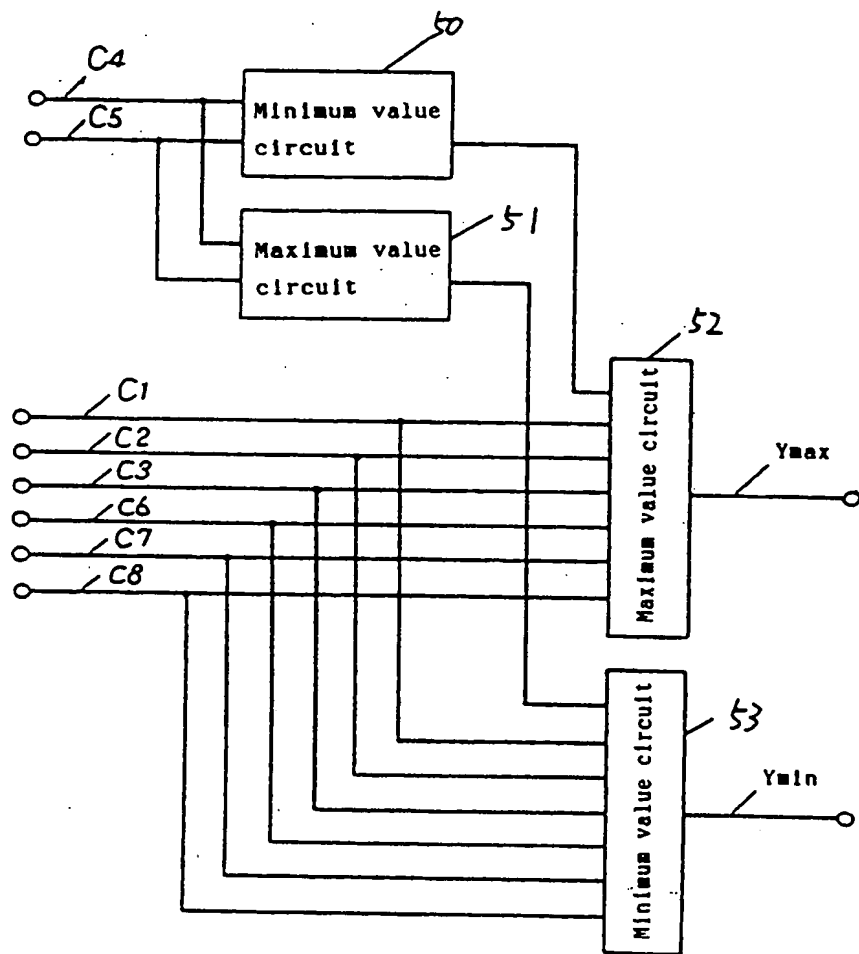 50
C4
C5
Minimum value
circuit
51
Maximum value
circuit
52
C1
C2
C3
C6
C7
C8
Maximum value circuit
Ymax
53
Minimum value circuit
Ymin